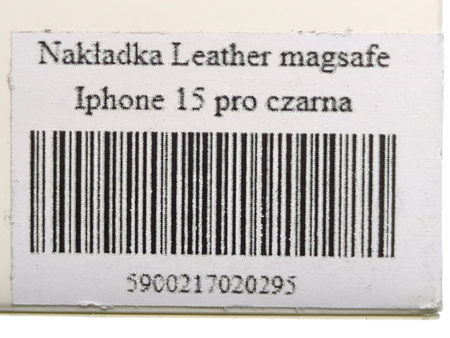 Nakładka Leather magsafe
Iphone 15 pro czarna
5900217020295